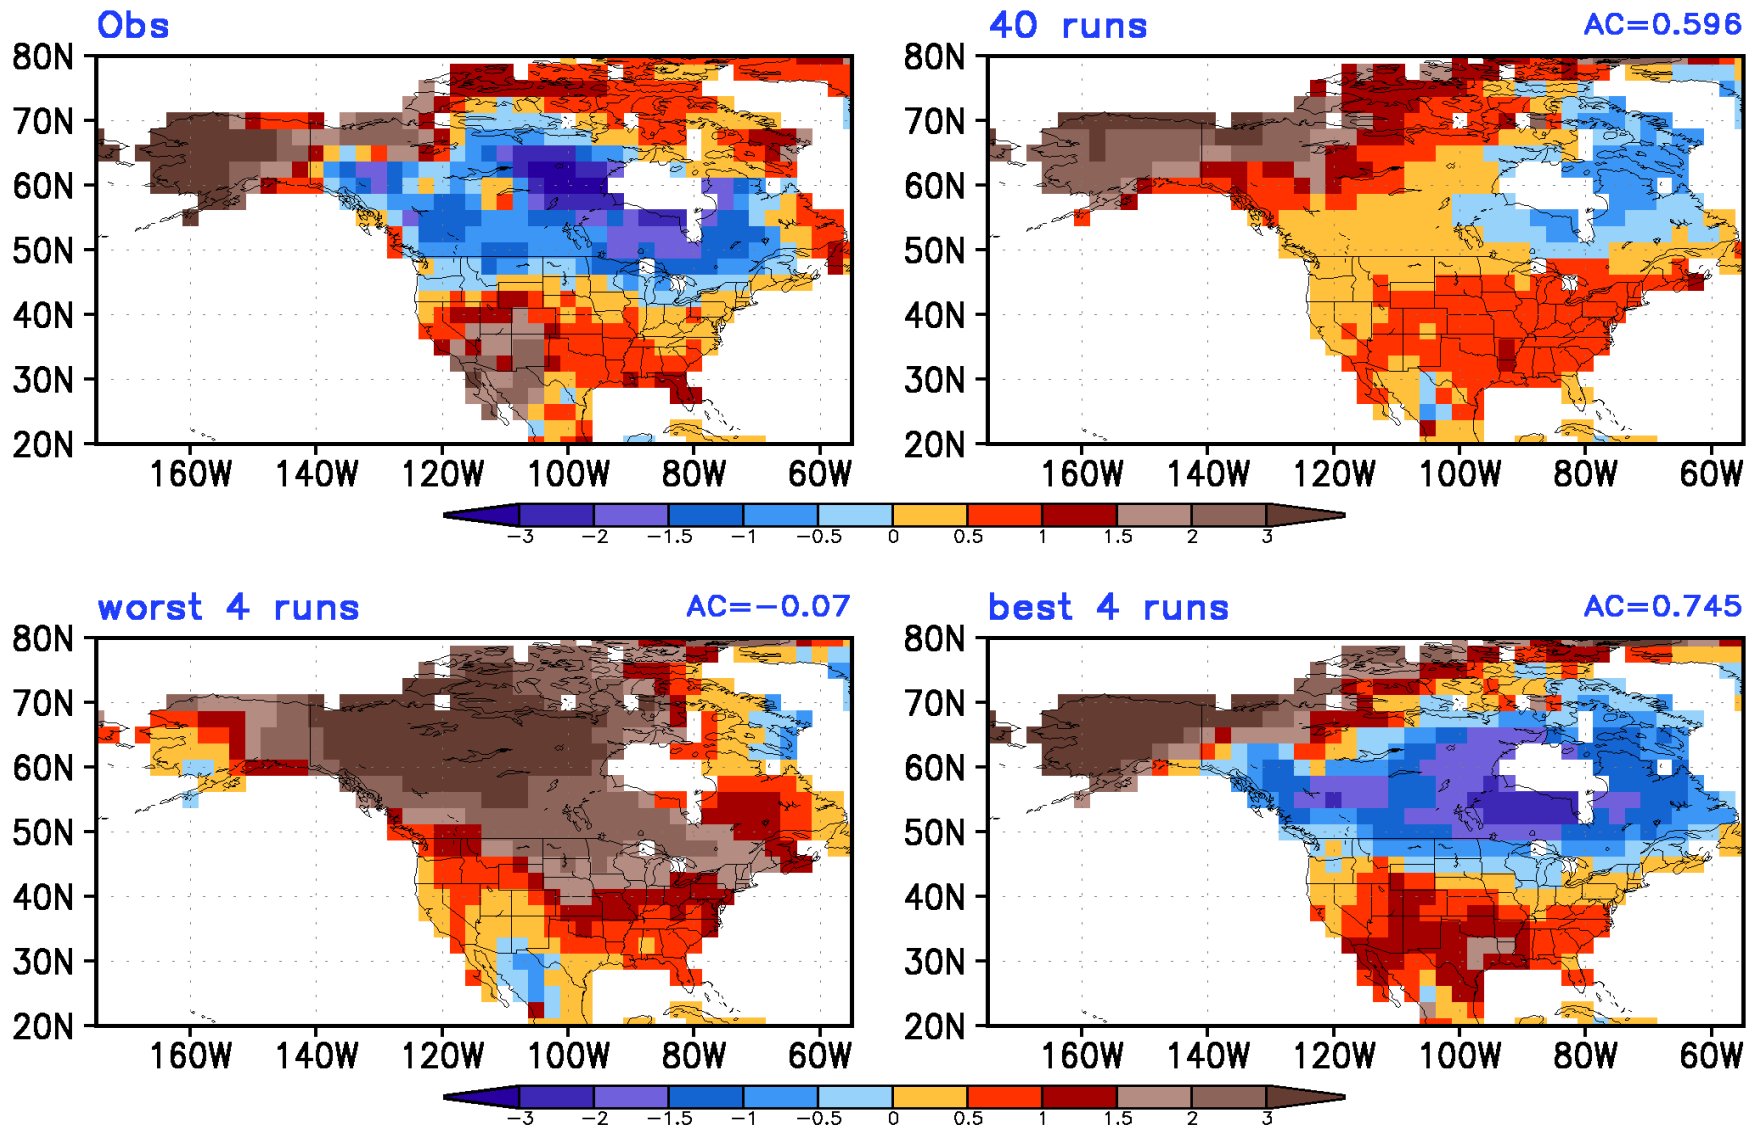 Obs
40 runs AC=0.596
80N 80N
70N 70N
60N 60N
50N 50N
40N 40N
30N 30N
20N 20N
160W 140W 120W 100W 80W 60W 160W 140W 120W 100W 80W 60W
-3 -2 -1.5 -1 -0.5 0 0.5 1 1.5 2 3
worst 4 runs AC=-0.07
best 4 runs AC=0.745
80N 80N
70N 70N
60N 60N
50N 50N
40N 40N
30N 30N
20N 20N
160W 140W 120W 100W 80W 60W 160W 140W 120W 100W 80W 60W
-3 -2 -1.5 -1 -0.5 0 0.5 1 1.5 2 3